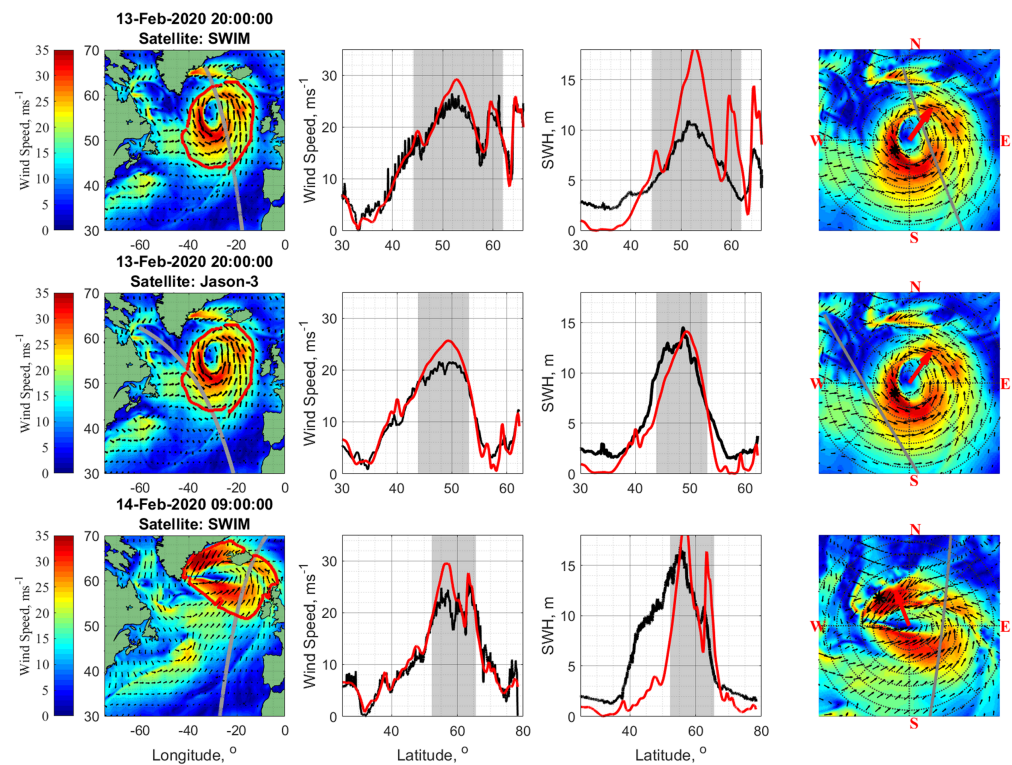 13-Feb-2020 20:00:00
Satellite: SWIM
Wind Speed, ms-1
35
30
25
20
15
10
5
0
70
60
50
40
30
-60 -40 -20 0
Wind Speed, ms-1
30
20
10
0
30 40 50 60
SWH, m
15
10
5
0
30 40 50 60
N
W E
S
13-Feb-2020 20:00:00
Satellite: Jason-3
Wind Speed, ms-1
35
30
25
20
15
10
5
0
70
60
50
40
30
-60 -40 -20 0
Wind Speed, ms-1
30
20
10
0
30 40 50 60
SWH, m
15
10
5
0
30 40 50 60
N
W E
S
14-Feb-2020 09:00:00
Satellite: SWIM
Wind Speed, ms-1
35
30
25
20
15
10
5
0
70
60
50
40
30
-60 -40 -20 0
Longitude, o
Wind Speed, ms-1
30
20
10
0
20 40 60 80
Latitude, o
SWH, m
15
10
5
0
20 40 60 80
Latitude, o
N
W E
S